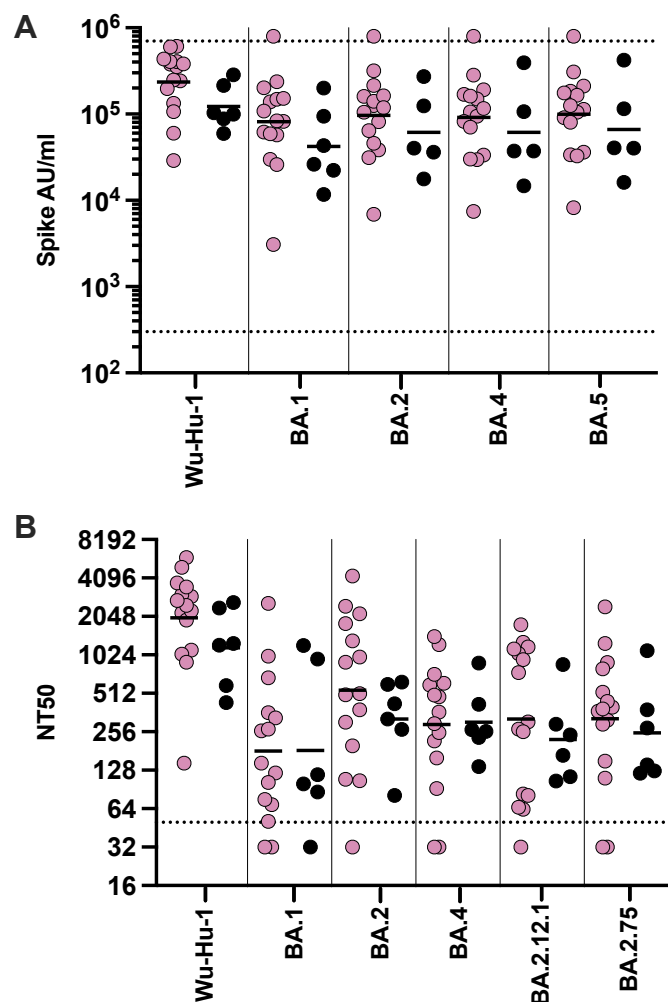 A
Spike AU/ml
10⁶
10⁵
10⁴
10³
10²
Wu-Hu-1
BA.1
BA.2
BA.4
BA.5
B
NT50
8192
4096
2048
1024
512
256
128
64
32
16
Wu-Hu-1
BA.1
BA.2
BA.4
BA.2.12.1
BA.2.75